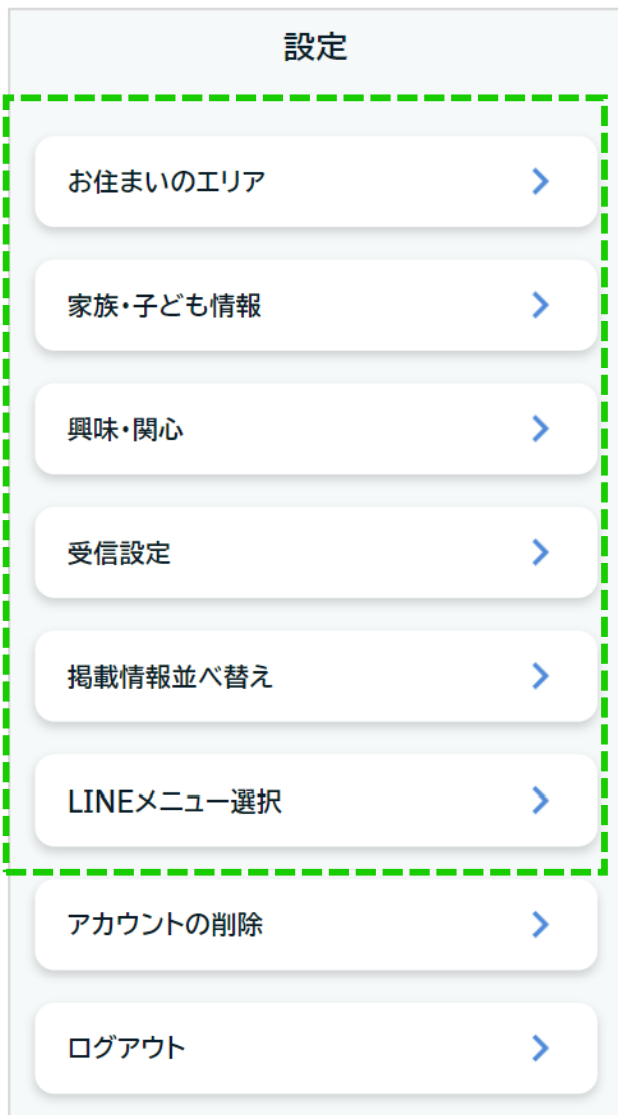 設定
お住まいのエリア
家族・子ども情報
興味・関心
受信設定
掲載情報並べ替え
LINEメニュー選択
アカウントの削除
ログアウト